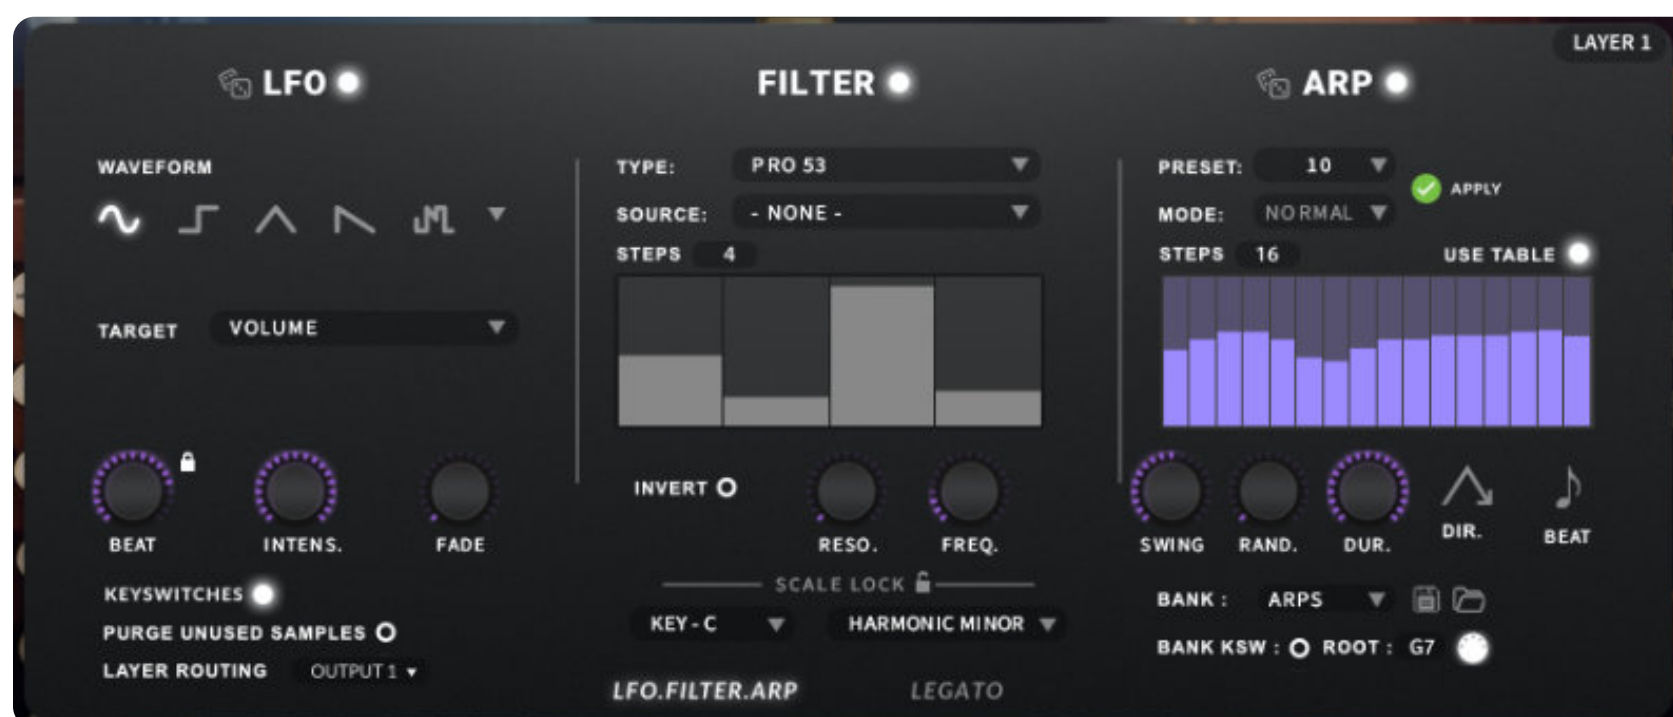 LAYER 1
LFO
WAVEFORM
TARGET VOLUME
BEAT INTENS. FADE
KEYSWITCHES
PURGE UNUSED SAMPLES
LAYER ROUTING OUTPUT 1
FILTER
TYPE: PRO 53
SOURCE: - NONE -
STEPS 4
INVERT
RESO. FREQ.
SCALE LOCK
KEY - C HARMONIC MINOR
LFO.FILTER.ARP LEGATO
ARP
PRESET: 10
APPLY
MODE: NORMAL
STEPS 16 USE TABLE
SWING RAND. DUR. DIR. BEAT
BANK : ARPS
BANK KSW : ROOT : G7